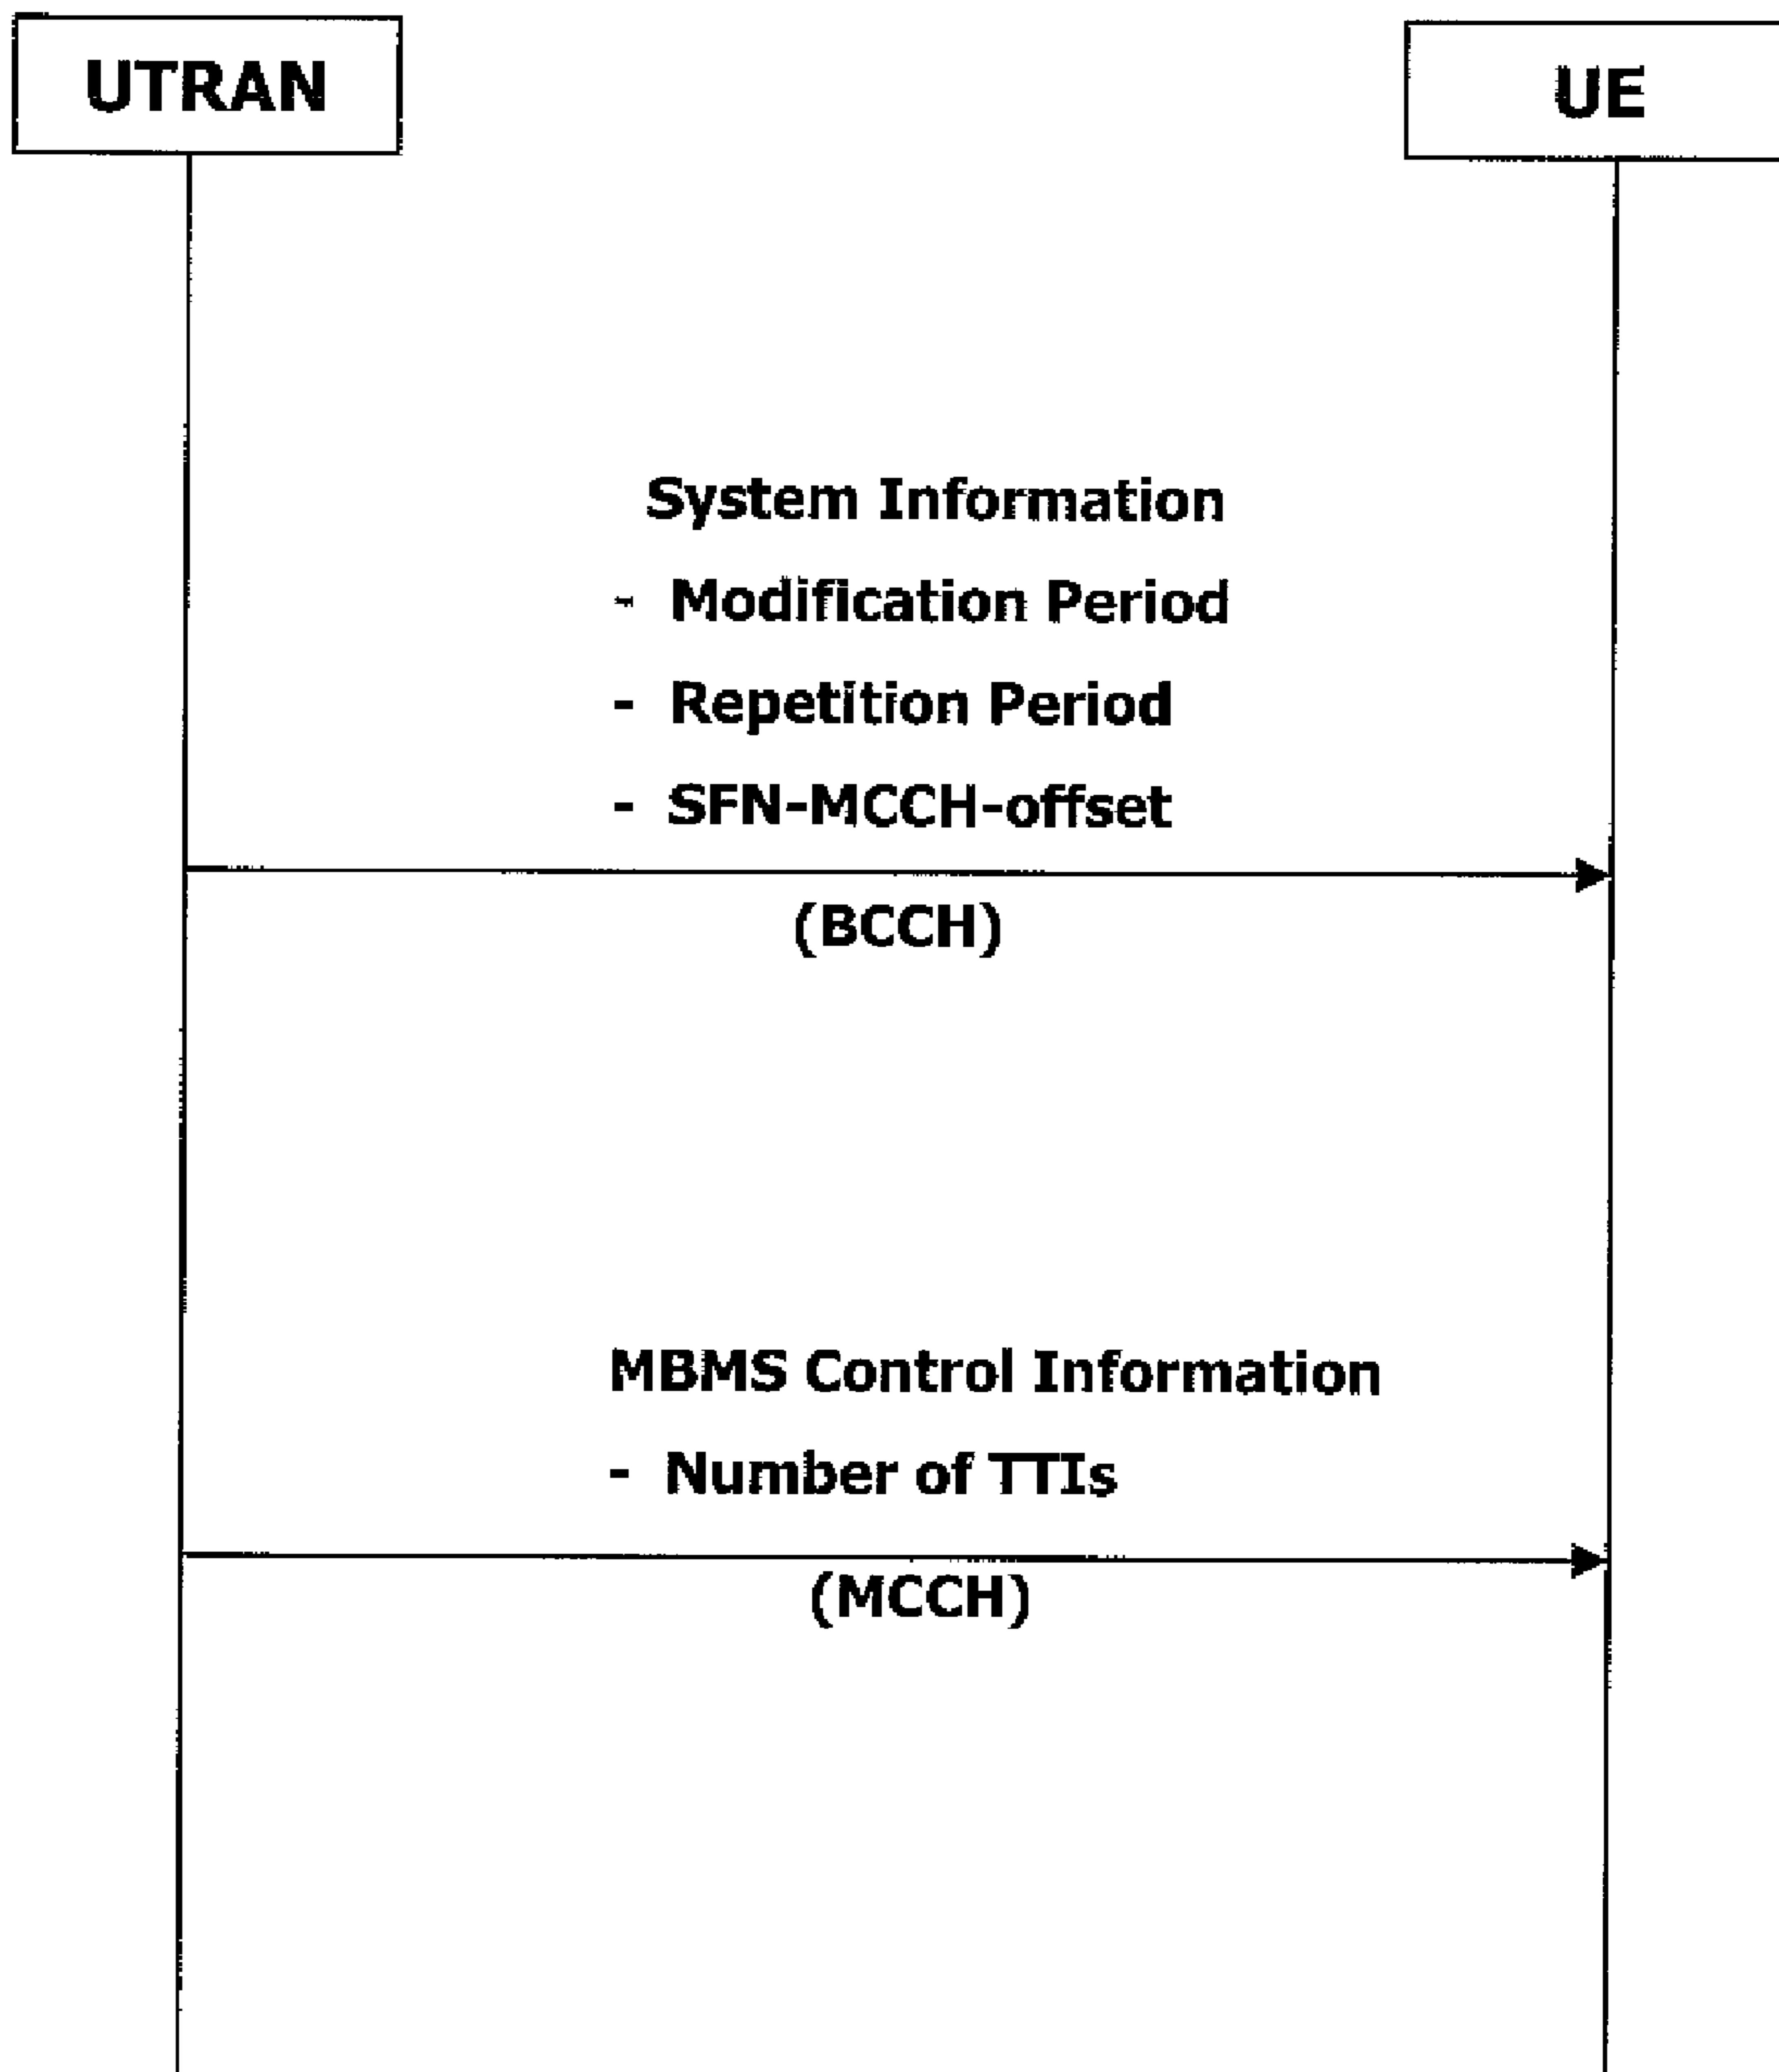 UTRAN
UE
System Information
- Modification Period
- Repetition Period
- SFN-MCCH-offset
(BCCH)
MBMS Control Information
- Number of TTIs
(MCCH)